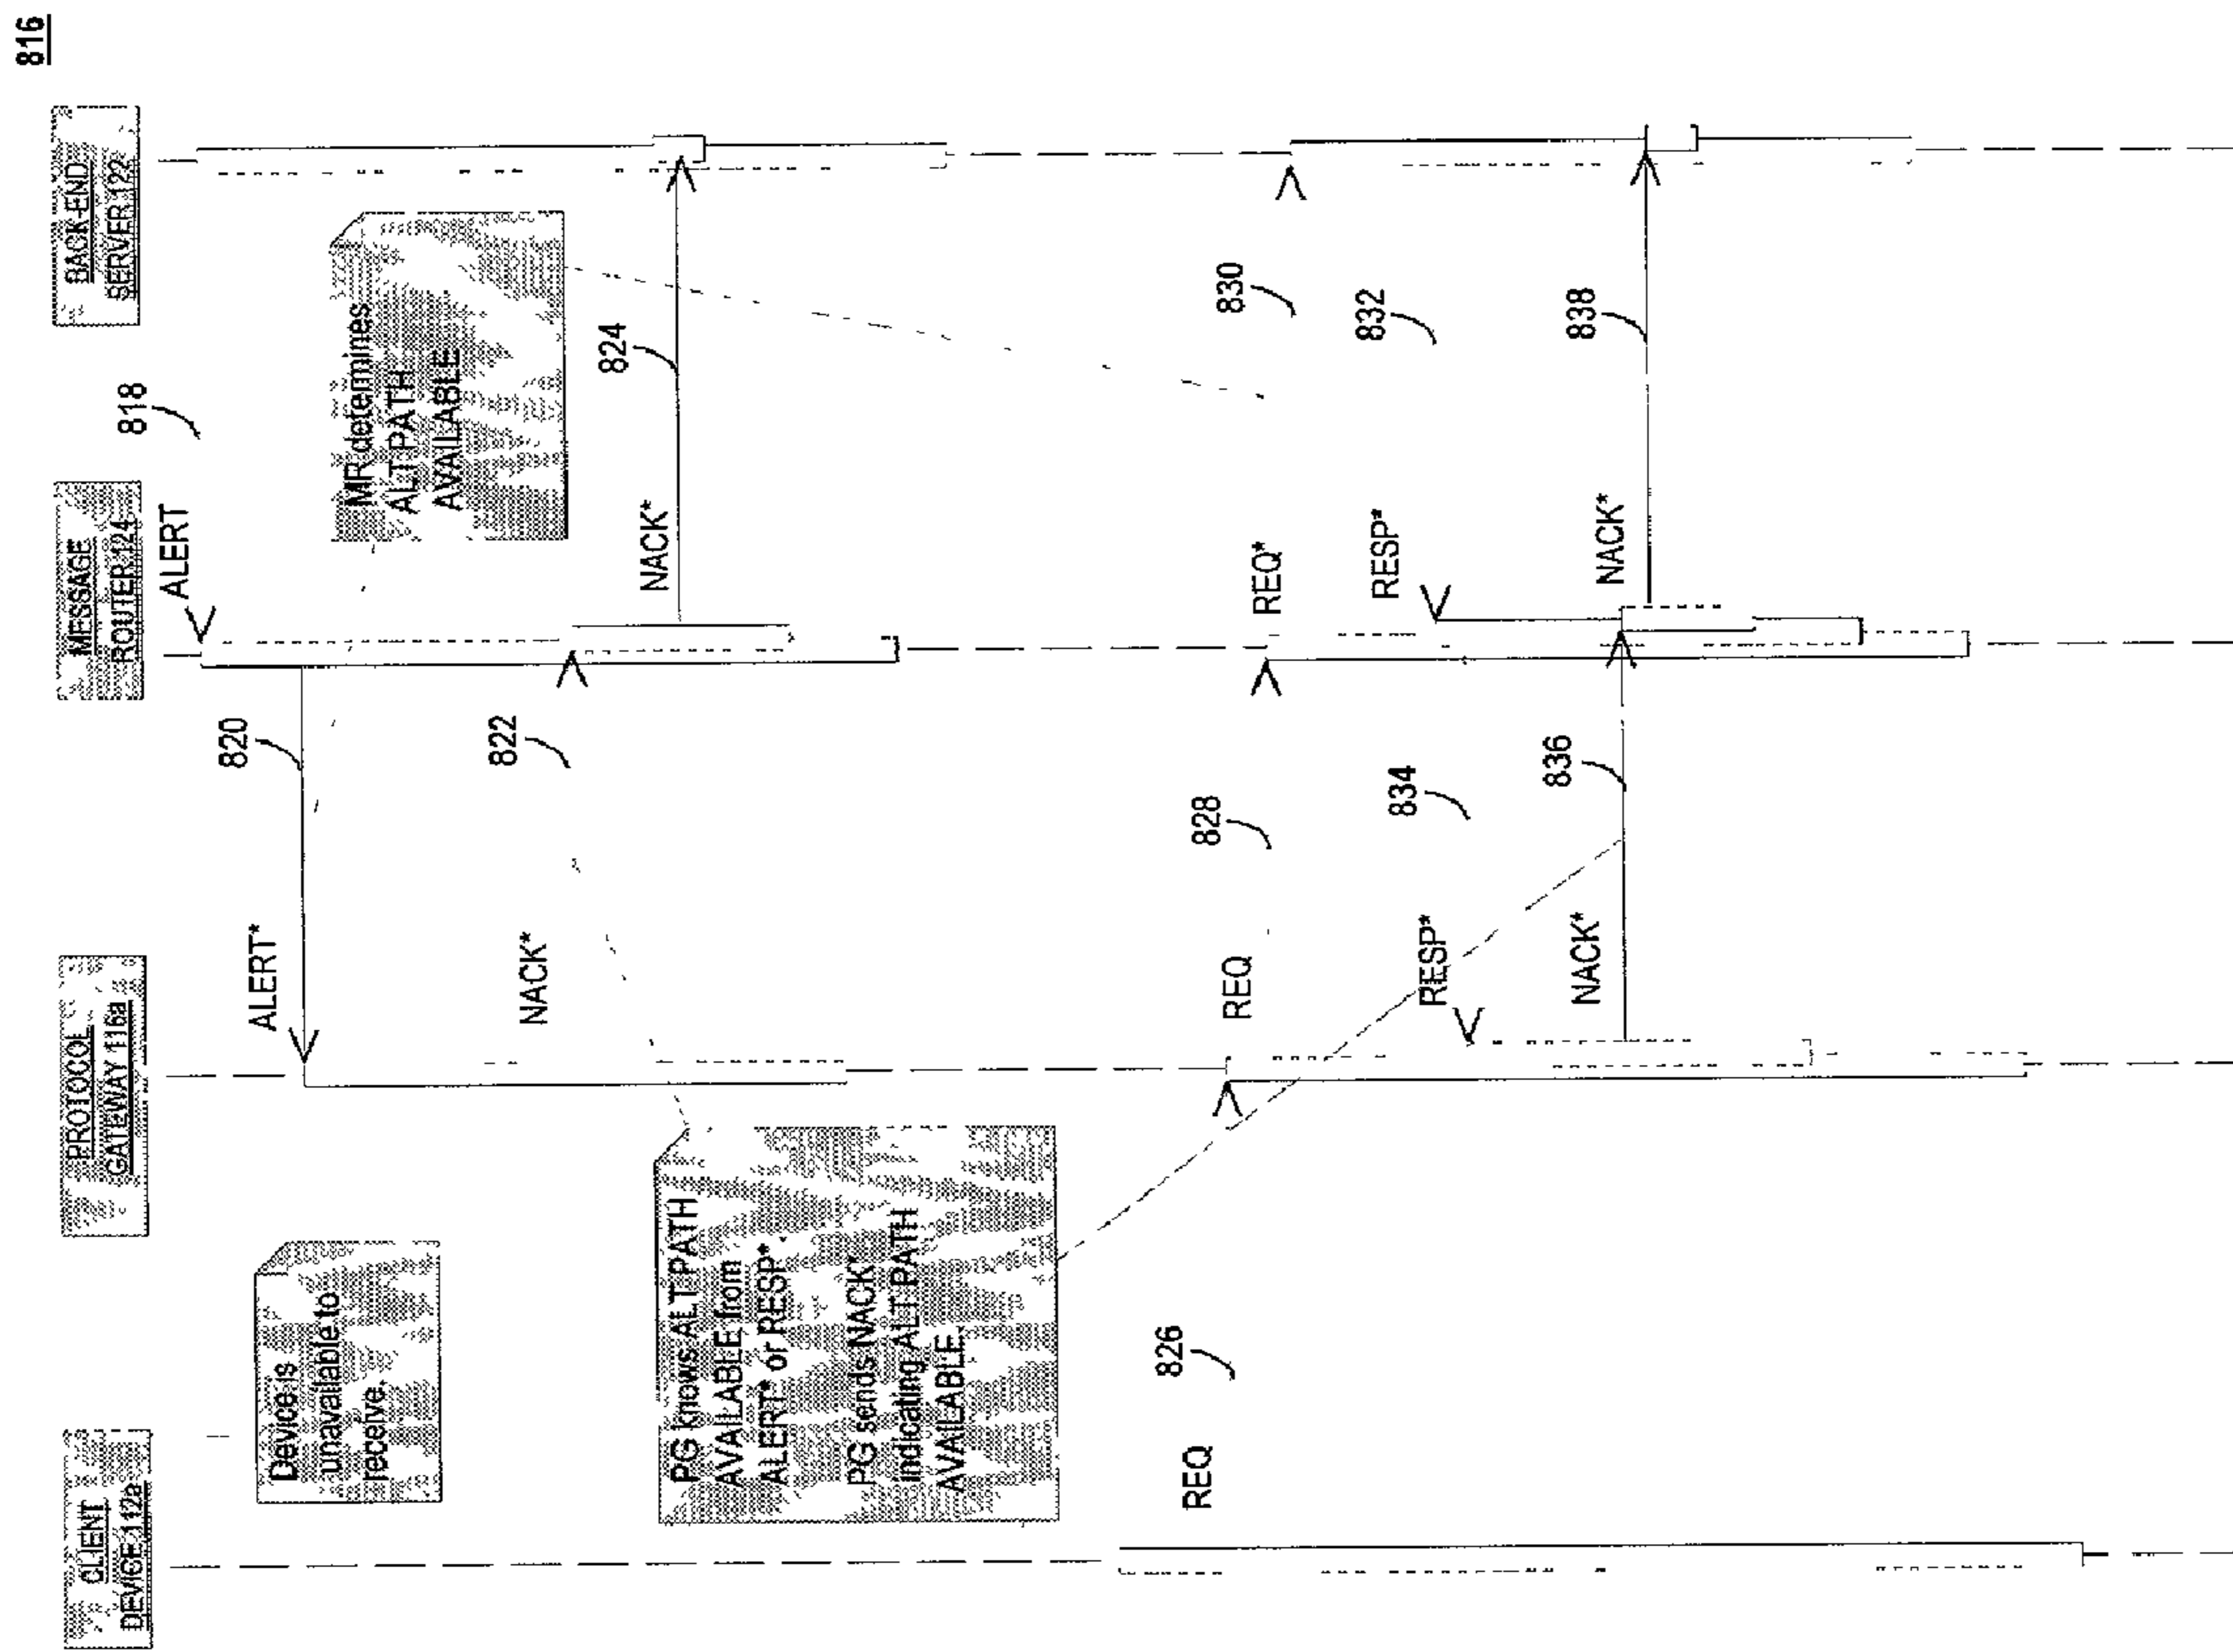 816
CLIENT
DEVICE 112a
PROTOCOL
GATEWAY 116a
MESSAGE
ROUTER 124
BACK-END
SERVER 122
818
ALERT
820
ALERT*
Device is
unavailable to
receive.
MR determines
ALT PATH
AVAILABLE
822
NACK*
824
NACK*
PG knows ALT PATH
AVAILABLE from
ALERT* or RESP*.
PG sends NACK*
indicating ALT PATH
AVAILABLE.
826
REQ
828
REQ
830
REQ*
832
RESP*
834
RESP*
836
NACK*
838
NACK*